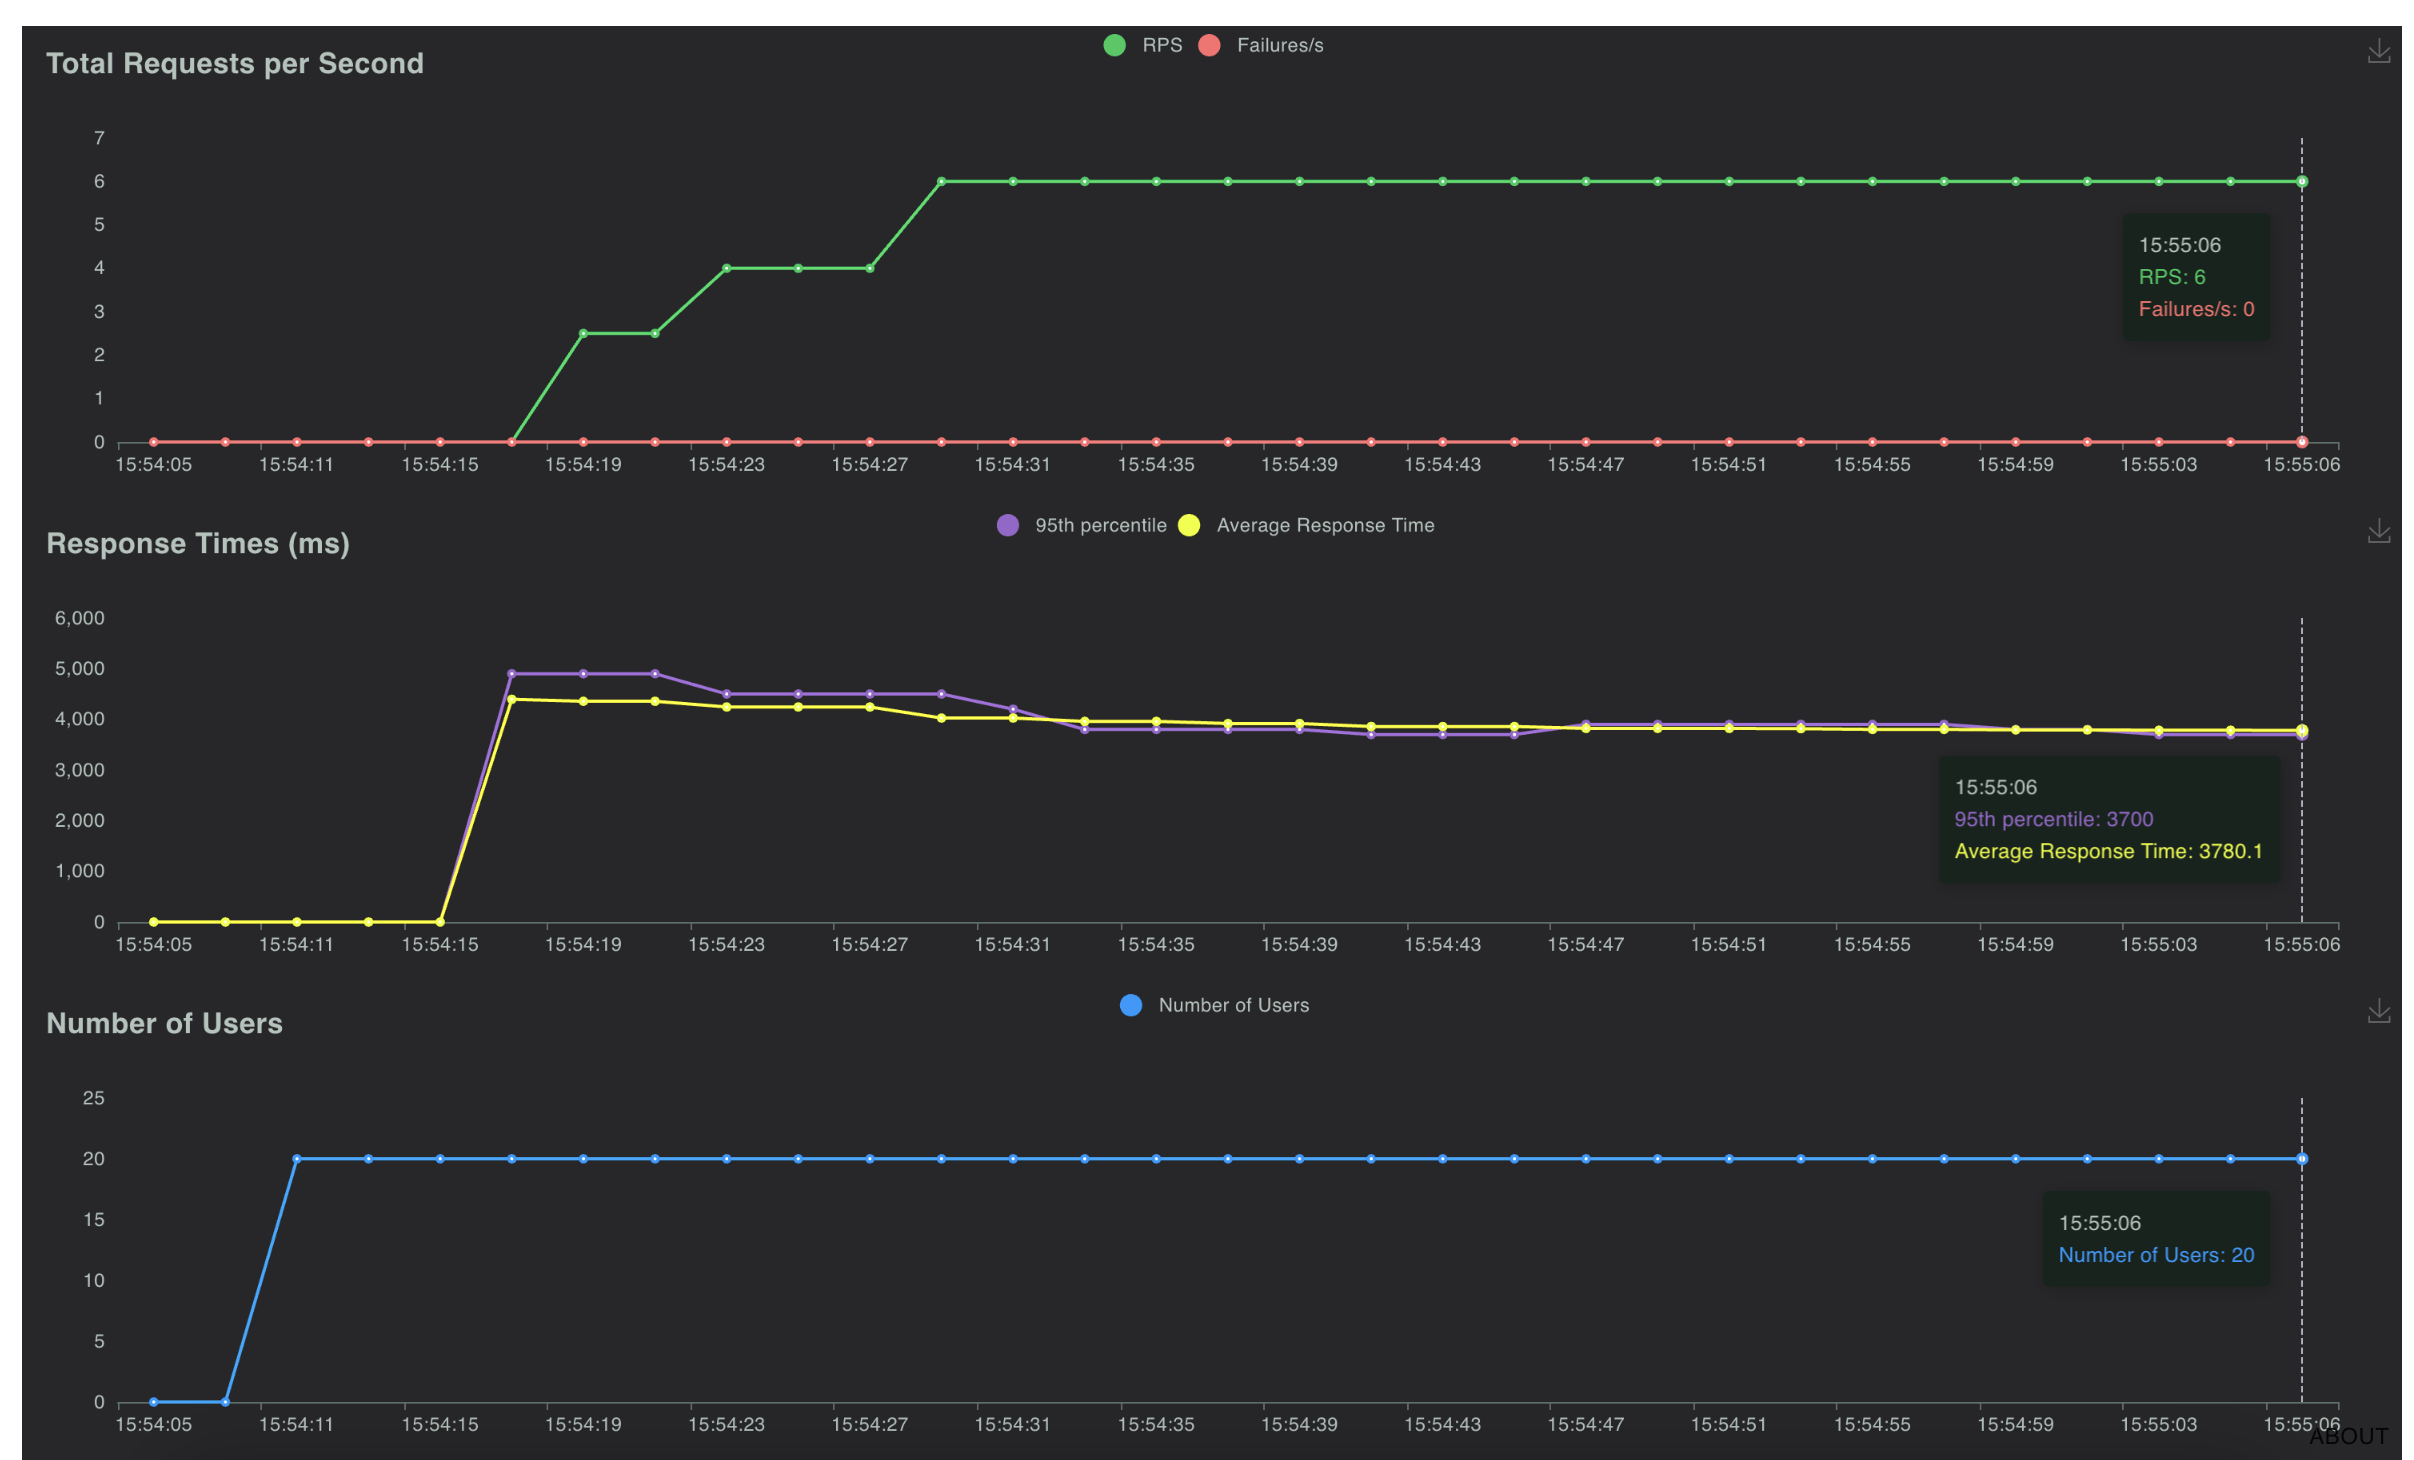 RPS Failures/s
Total Requests per Second
7
6
5
4
3
2
1
0
15:55:06
RPS: 6
Failures/s: 0
15:54:05 15:54:11 15:54:15 15:54:19 15:54:23 15:54:27 15:54:31 15:54:35 15:54:39 15:54:43 15:54:47 15:54:51 15:54:55 15:54:59 15:55:03 15:55:06
95th percentile Average Response Time
Response Times (ms)
6,000
5,000
4,000
3,000
2,000
1,000
0
15:55:06
95th percentile: 3700
Average Response Time: 3780.1
15:54:05 15:54:11 15:54:15 15:54:19 15:54:23 15:54:27 15:54:31 15:54:35 15:54:39 15:54:43 15:54:47 15:54:51 15:54:55 15:54:59 15:55:03 15:55:06
Number of Users
Number of Users
25
20
15
10
5
0
15:55:06
Number of Users: 20
15:54:05 15:54:11 15:54:15 15:54:19 15:54:23 15:54:27 15:54:31 15:54:35 15:54:39 15:54:43 15:54:47 15:54:51 15:54:55 15:54:59 15:55:03 15:55:06
ABOUT